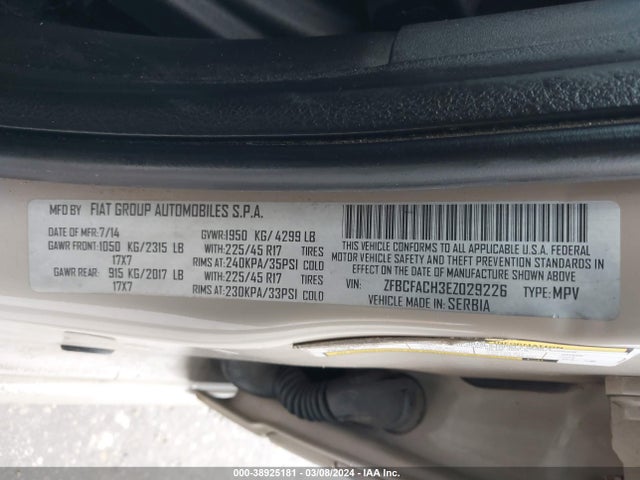 MFD BY FIAT GROUP AUTOMOBILES S.P.A.
DATE OF MFR: 7/14 GVWR: 1950 KG/4299 LB
GAWR FRONT: 1050 KG/2315 LB WITH: 225/45 R17 TIRES
17X7 RIMS AT: 240KPA/35PSI COLD
GAWR REAR: 915 KG/2017 LB WITH: 225/45 R17 TIRES
17X7 RIMS AT: 230KPA/33PSI COLD
THIS VEHICLE CONFORMS TO ALL APPLICABLE U.S.A. FEDERAL
MOTOR VEHICLE SAFETY, BUMPER, AND THEFT PREVENTION STANDARDS
IN EFFECT ON THE DATE OF MANUFACTURE SHOWN ABOVE.
VIN: ZFBCFACH3EZ029226 TYPE: MPV
VEHICLE MADE IN SERBIA
000-38925181 - 03/08/2024 - IAA Inc.